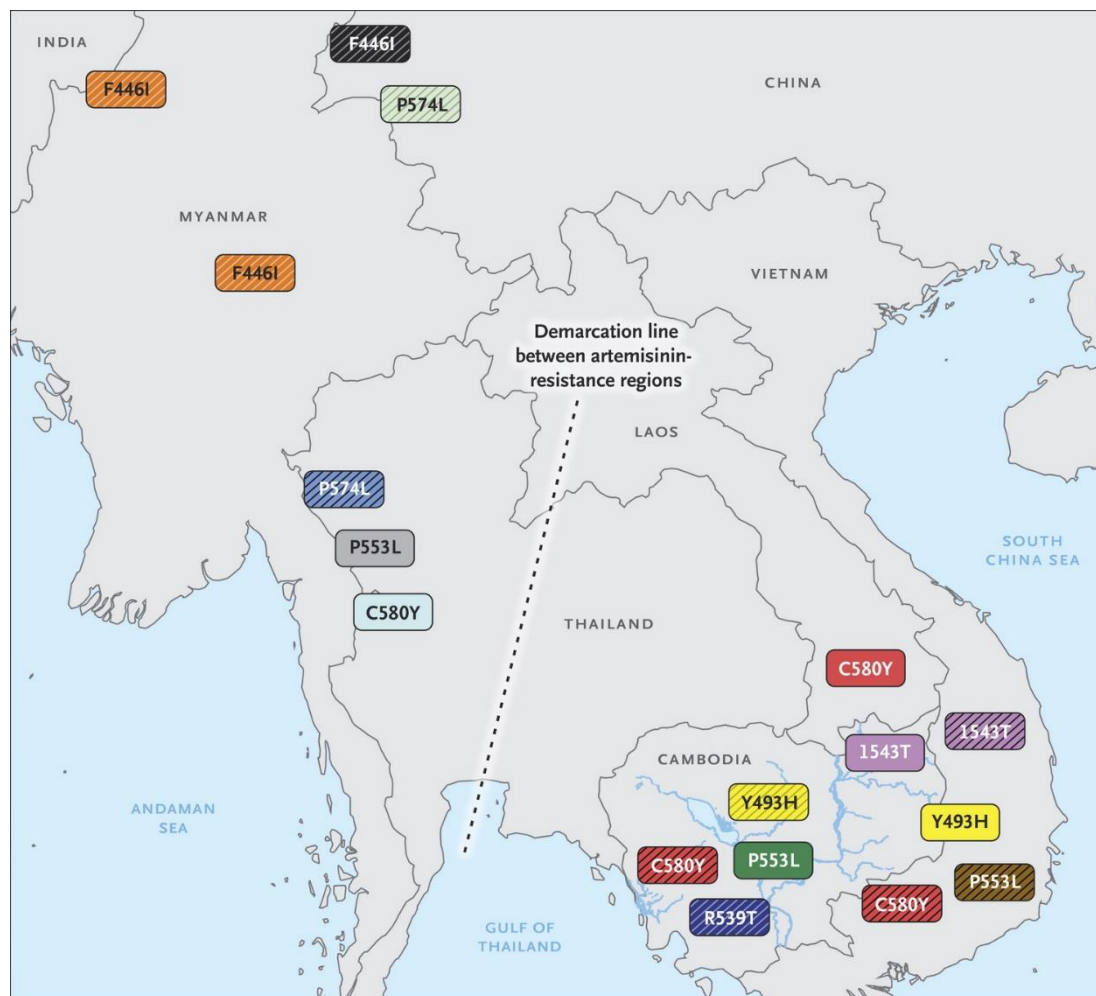 INDIA
F446I
F446I
P574L
CHINA
MYANMAR
F446I
VIETNAM
Demarcation line
between artemisinin-
resistance regions
LAOS
P574L
P553L
C580Y
THAILAND
SOUTH
CHINA SEA
C580Y
1543T
1543T
CAMBODIA
Y493H
Y493H
ANDAMAN
SEA
C580Y
P553L
P553L
C580Y
R539T
GULF OF
THAILAND